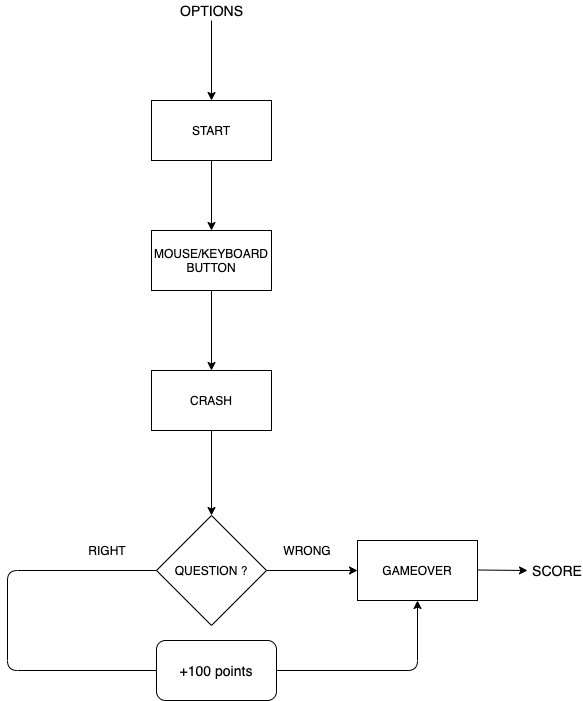 OPTIONS
START
MOUSE/KEYBOARD
BUTTON
CRASH
RIGHT
QUESTION ?
WRONG
GAMEOVER
SCORE
+100 points